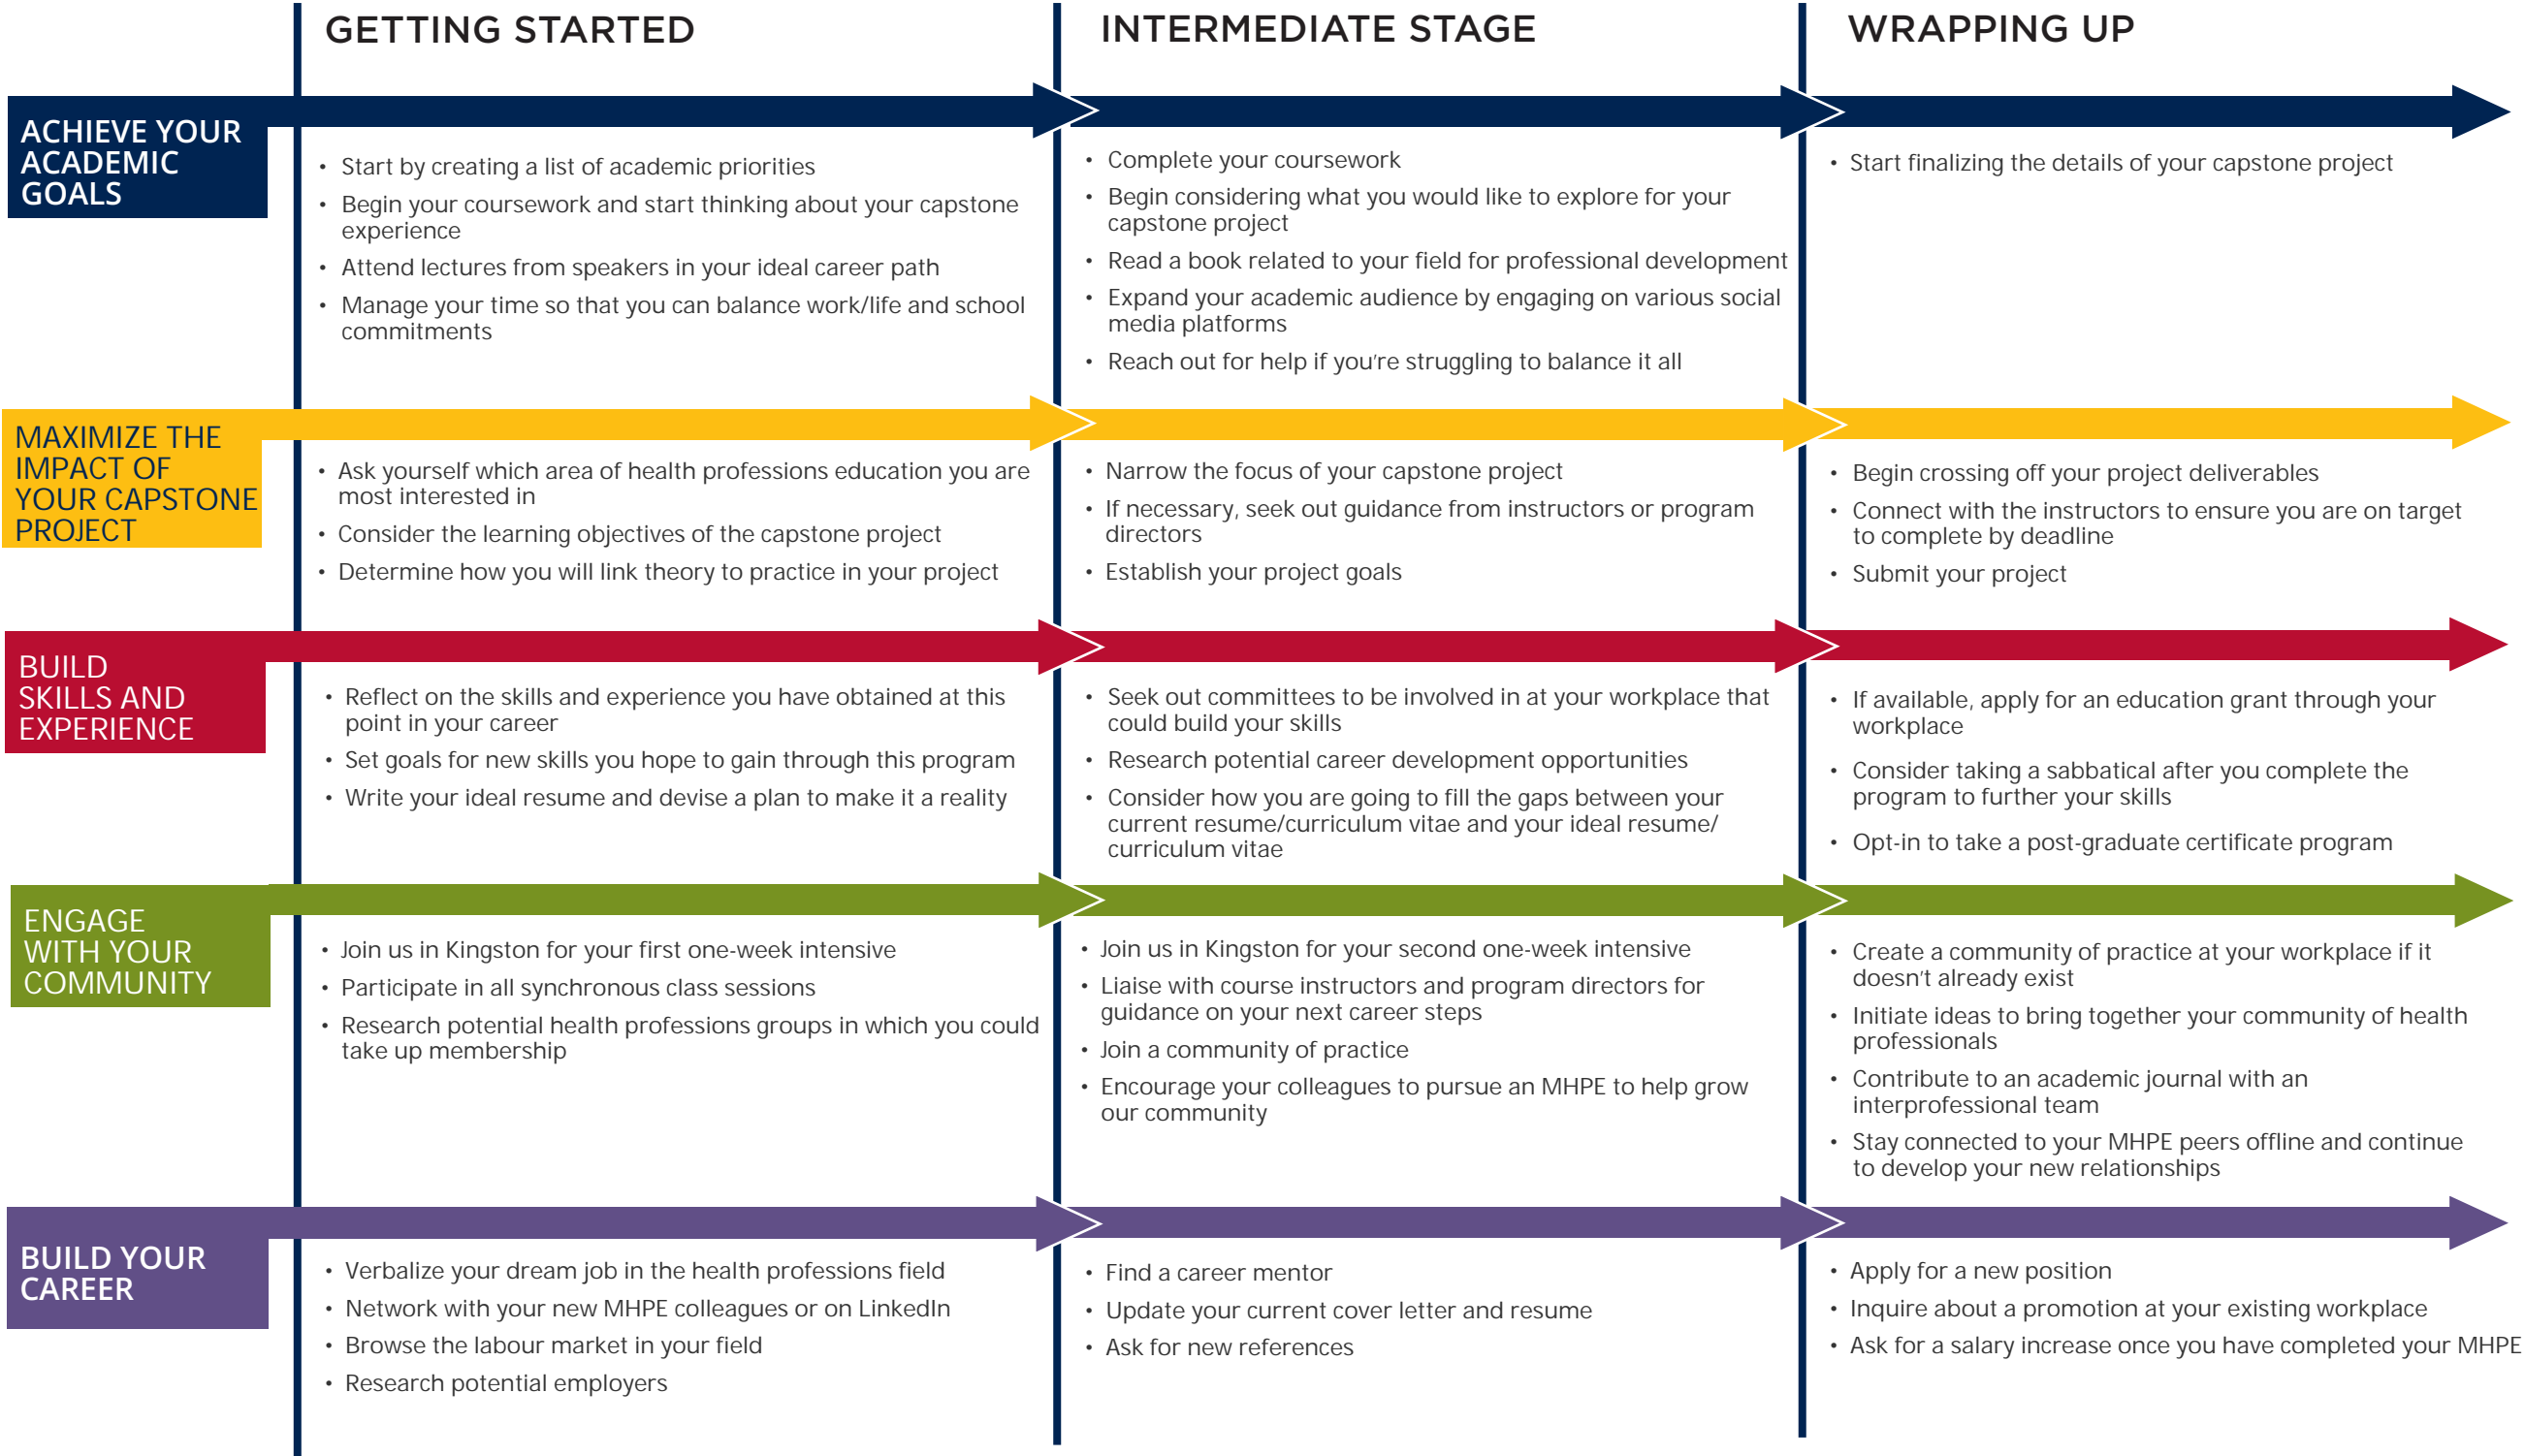 GETTING STARTED
INTERMEDIATE STAGE
WRAPPING UP
ACHIEVE YOUR
ACADEMIC
GOALS
• Start by creating a list of academic priorities
• Begin your coursework and start thinking about your capstone
experience
• Attend lectures from speakers in your ideal career path
• Manage your time so that you can balance work/life and school
commitments
• Complete your coursework
• Begin considering what you would like to explore for your
capstone project
• Read a book related to your field for professional development
• Expand your academic audience by engaging on various social
media platforms
• Reach out for help if you're struggling to balance it all
• Start finalizing the details of your capstone project
MAXIMIZE THE
IMPACT OF
YOUR CAPSTONE
PROJECT
• Ask yourself which area of health professions education you are
most interested in
• Consider the learning objectives of the capstone project
• Determine how you will link theory to practice in your project
• Narrow the focus of your capstone project
• If necessary, seek out guidance from instructors or program
directors
• Establish your project goals
• Begin crossing off your project deliverables
• Connect with the instructors to ensure you are on target
to complete by deadline
• Submit your project
BUILD
SKILLS AND
EXPERIENCE
• Reflect on the skills and experience you have obtained at this
point in your career
• Set goals for new skills you hope to gain through this program
• Write your ideal resume and devise a plan to make it a reality
• Seek out committees to be involved in at your workplace that
could build your skills
• Research potential career development opportunities
• Consider how you are going to fill the gaps between your
current resume/curriculum vitae and your ideal resume/
curriculum vitae
• If available, apply for an education grant through your
workplace
• Consider taking a sabbatical after you complete the
program to further your skills
• Opt-in to take a post-graduate certificate program
ENGAGE
WITH YOUR
COMMUNITY
• Join us in Kingston for your first one-week intensive
• Participate in all synchronous class sessions
• Research potential health professions groups in which you could
take up membership
• Join us in Kingston for your second one-week intensive
• Liaise with course instructors and program directors for
guidance on your next career steps
• Join a community of practice
• Encourage your colleagues to pursue an MHPE to help grow
our community
• Create a community of practice at your workplace if it
doesn't already exist
• Initiate ideas to bring together your community of health
professionals
• Contribute to an academic journal with an
interprofessional team
• Stay connected to your MHPE peers offline and continue
to develop your new relationships
BUILD YOUR
CAREER
• Verbalize your dream job in the health professions field
• Network with your new MHPE colleagues or on LinkedIn
• Browse the labour market in your field
• Research potential employers
• Find a career mentor
• Update your current cover letter and resume
• Ask for new references
• Apply for a new position
• Inquire about a promotion at your existing workplace
• Ask for a salary increase once you have completed your MHPE